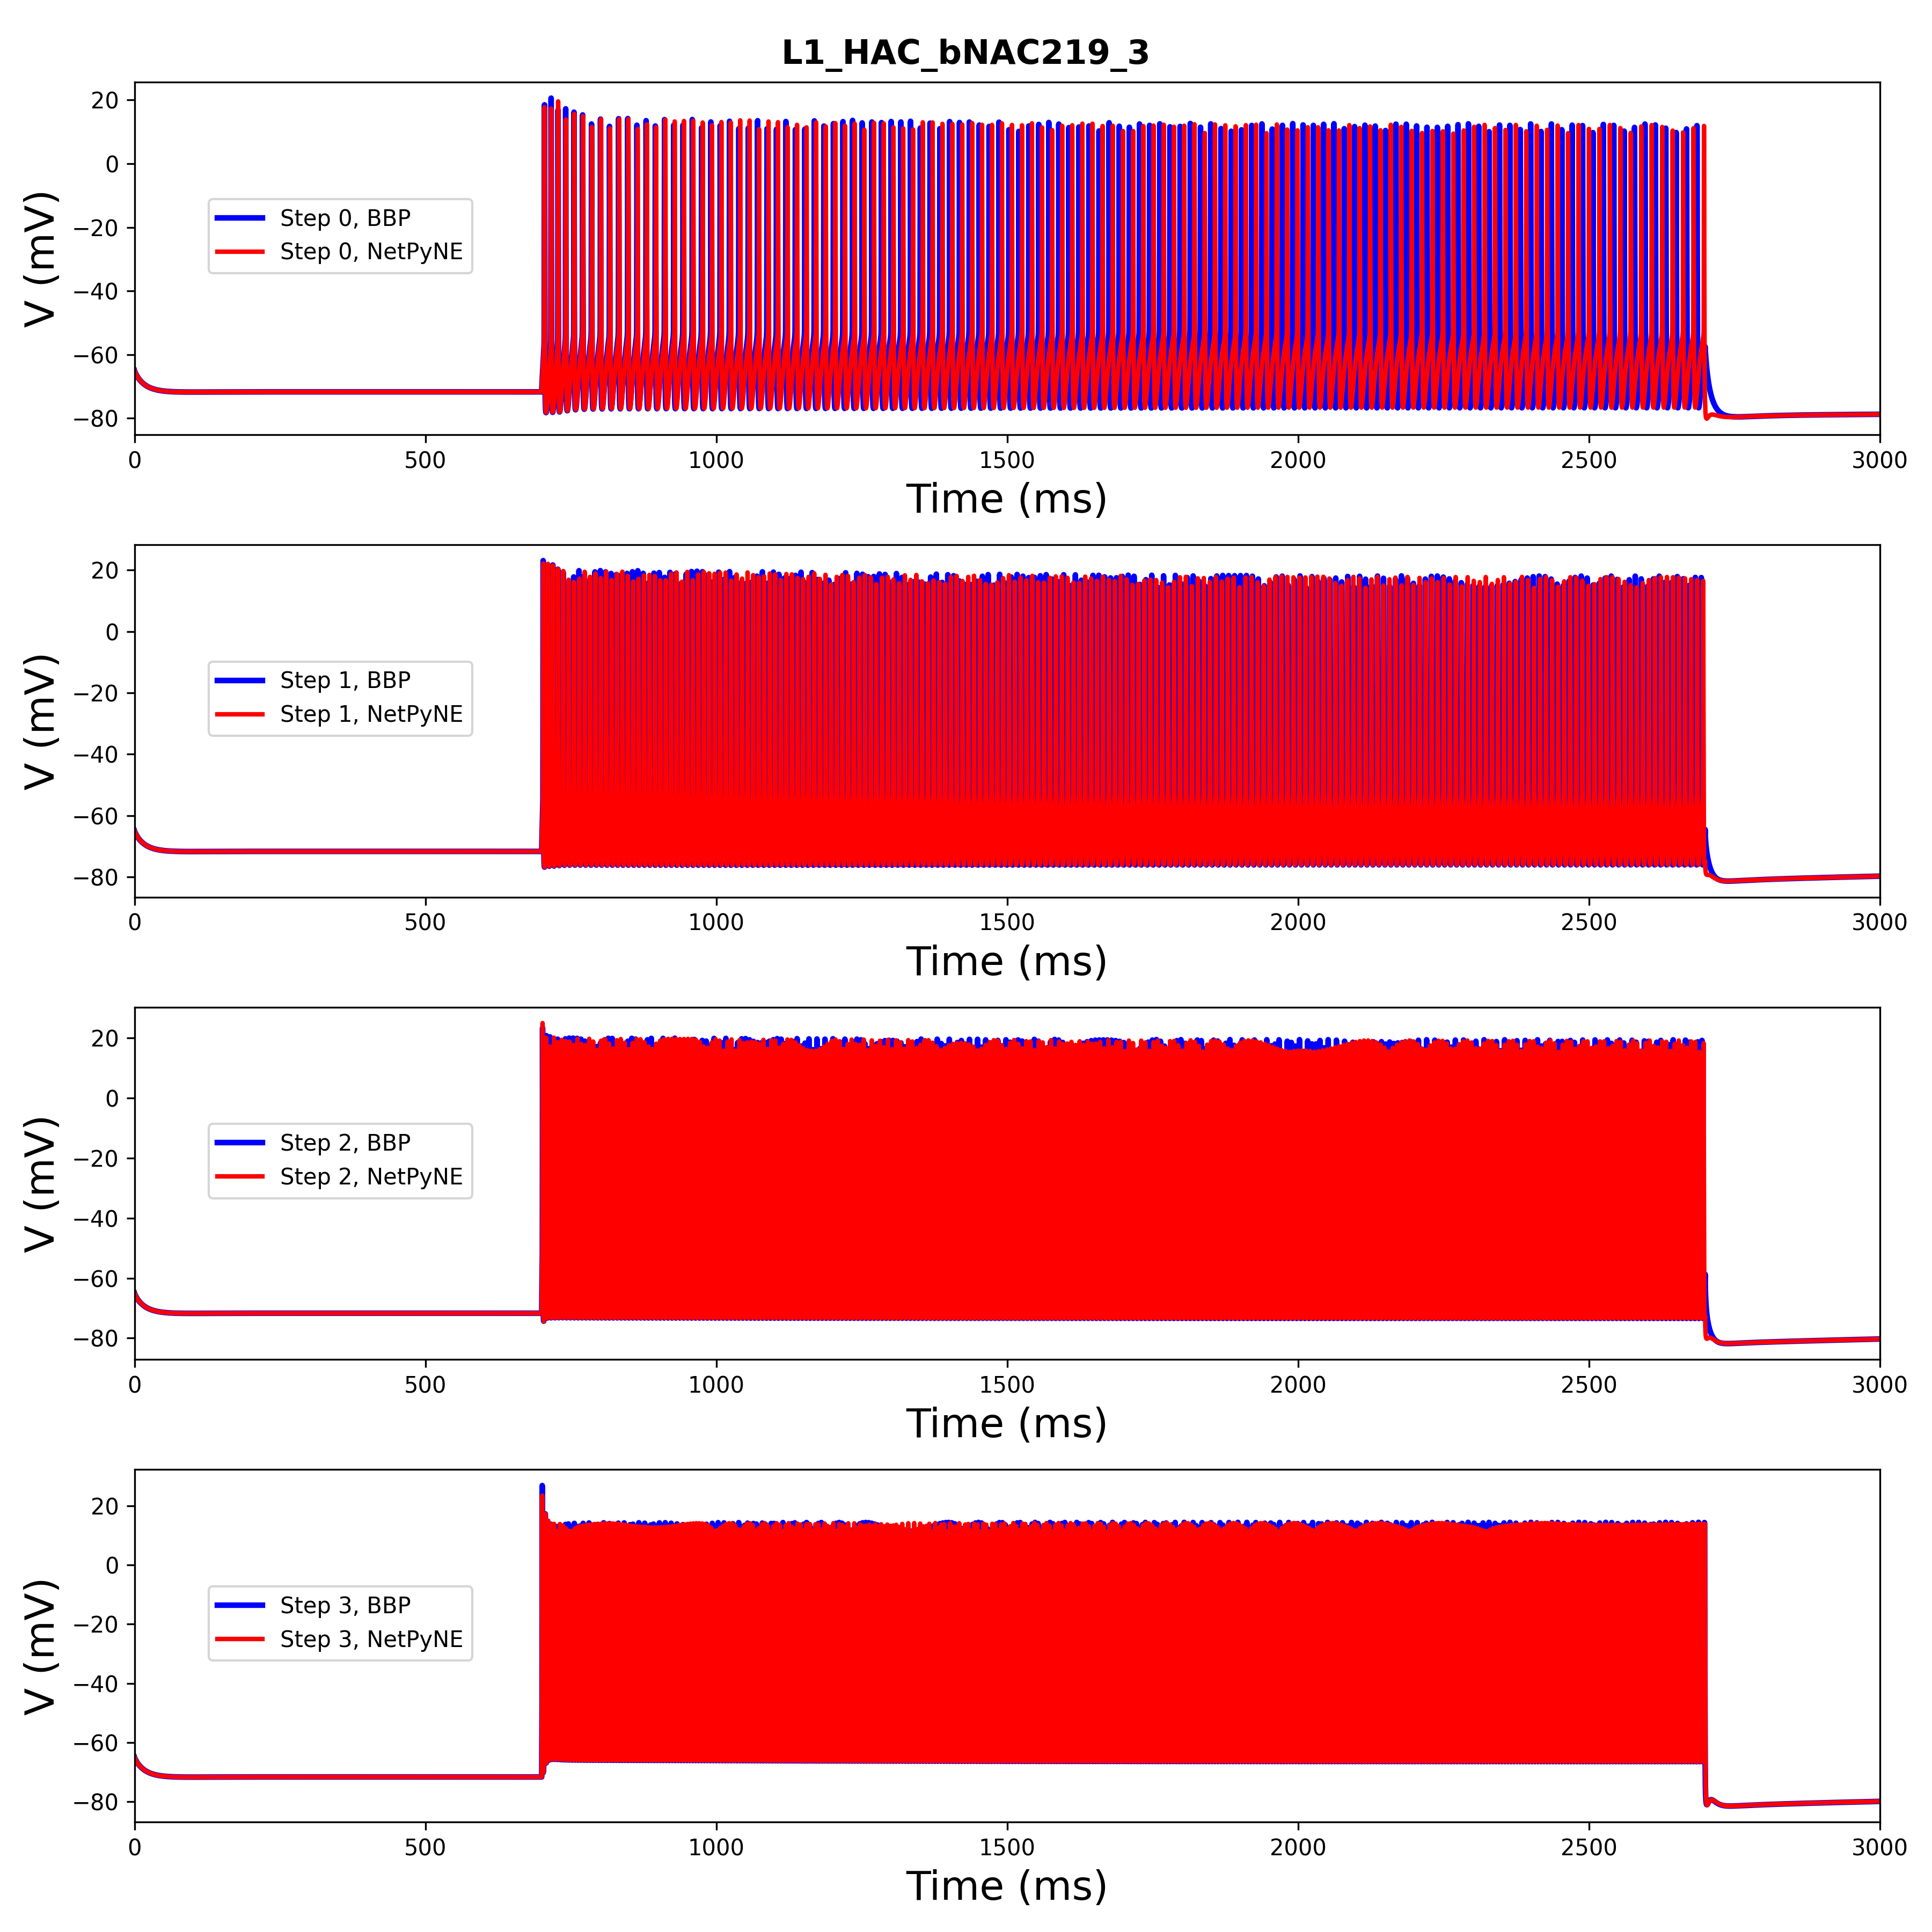 L1_HAC_bNAC219_3
20
0
−20
−40
−60
−80
V (mV)
Step 0, BBP
Step 0, NetPyNE
0 500 1000 1500 2000 2500 3000
Time (ms)
20
0
−20
−40
−60
−80
V (mV)
Step 1, BBP
Step 1, NetPyNE
0 500 1000 1500 2000 2500 3000
Time (ms)
20
0
−20
−40
−60
−80
V (mV)
Step 2, BBP
Step 2, NetPyNE
0 500 1000 1500 2000 2500 3000
Time (ms)
20
0
−20
−40
−60
−80
V (mV)
Step 3, BBP
Step 3, NetPyNE
0 500 1000 1500 2000 2500 3000
Time (ms)